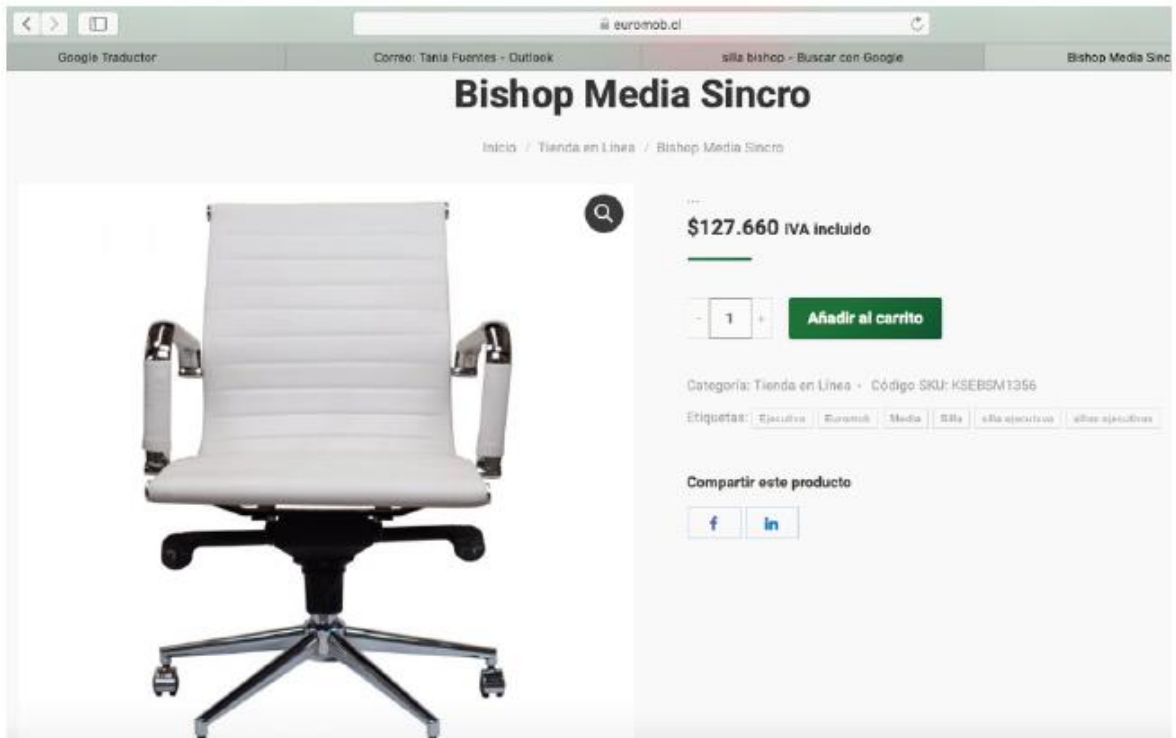 euromob.cl
Google Traductor
Correo: Tania Fuentes - Outlook
silla bishop - Buscar con Google
Bishop Media Sinc
Bishop Media Sincro
Inicio / Tienda en Linea / Bishop Media Sincro
...
$127.660 IVA incluido
- 1 +
Añadir al carrito
Categoría: Tienda en Línea - Código SKU: KSEBSM1356
Etiquetas: Ejecutiva Euromob Media Silla silla ejecutiva sillas ejecutivas
Compartir este producto
f in